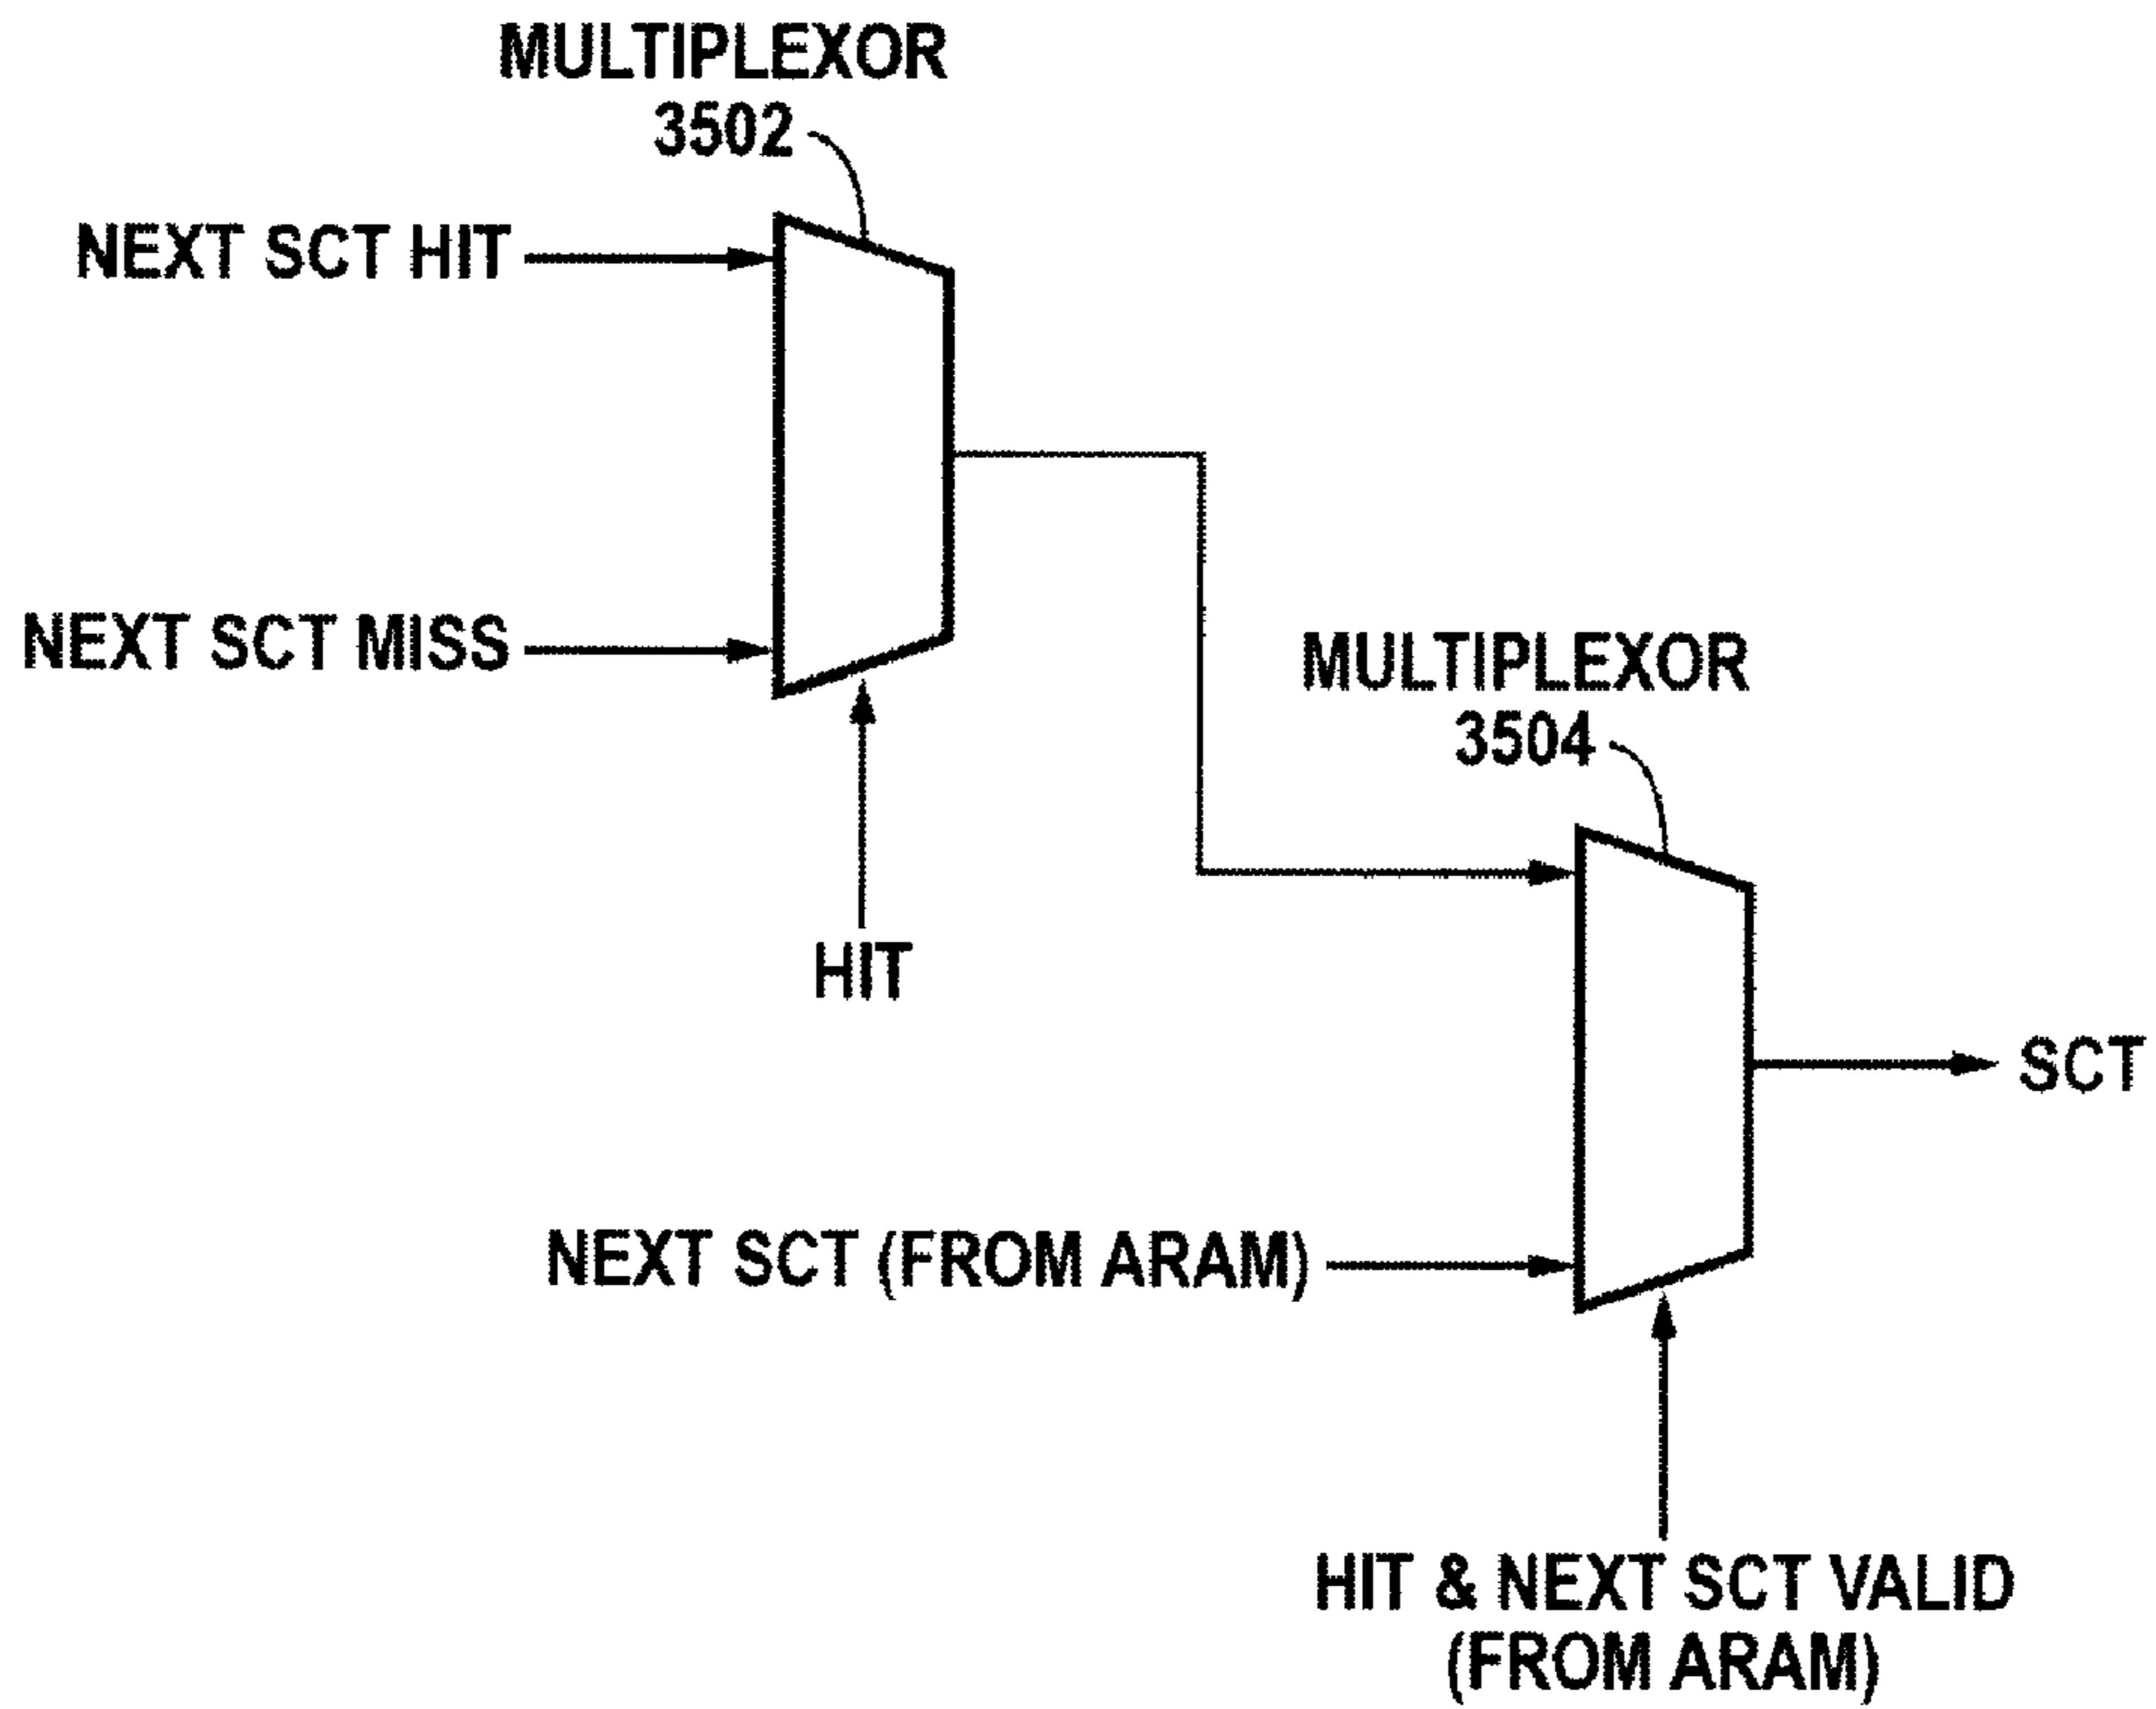 MULTIPLEXOR
3502
NEXT SCT HIT
NEXT SCT MISS
HIT
MULTIPLEXOR
3504
SCT
NEXT SCT (FROM ARAM)
HIT & NEXT SCT VALID
(FROM ARAM)